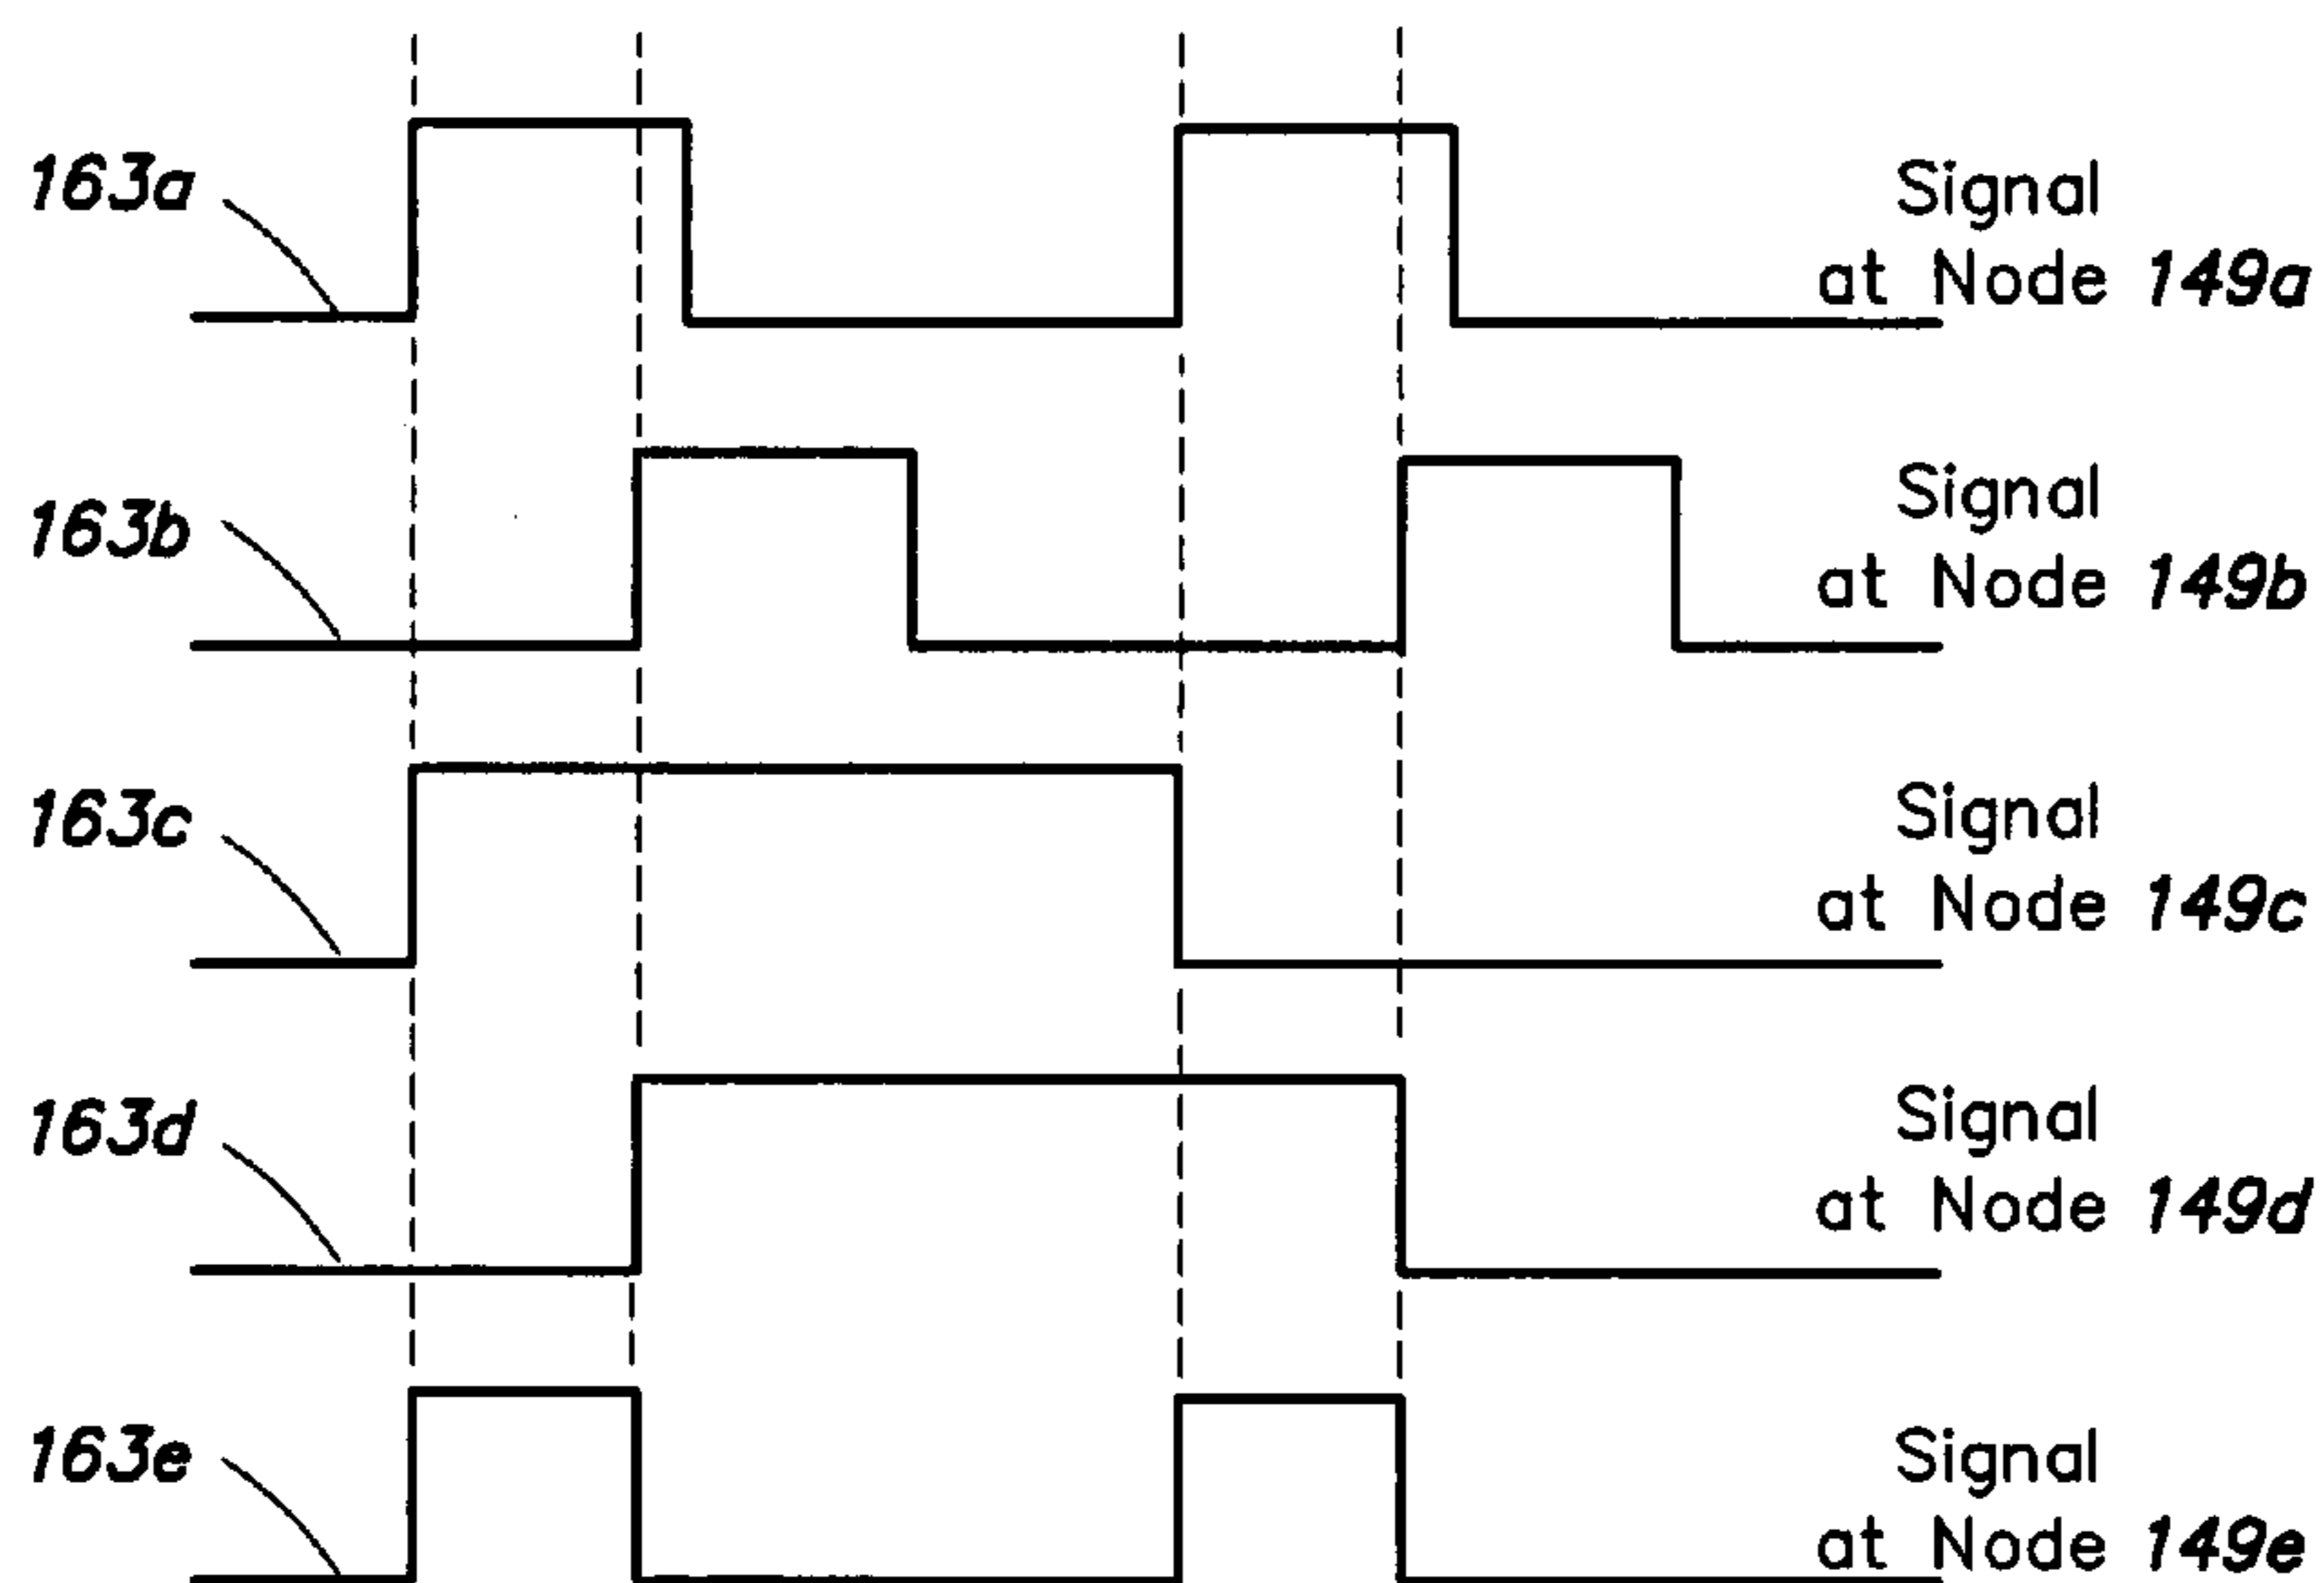 163a
Signal
at Node 149a
163b
Signal
at Node 149b
163c
Signal
at Node 149c
163d
Signal
at Node 149d
163e
Signal
at Node 149e